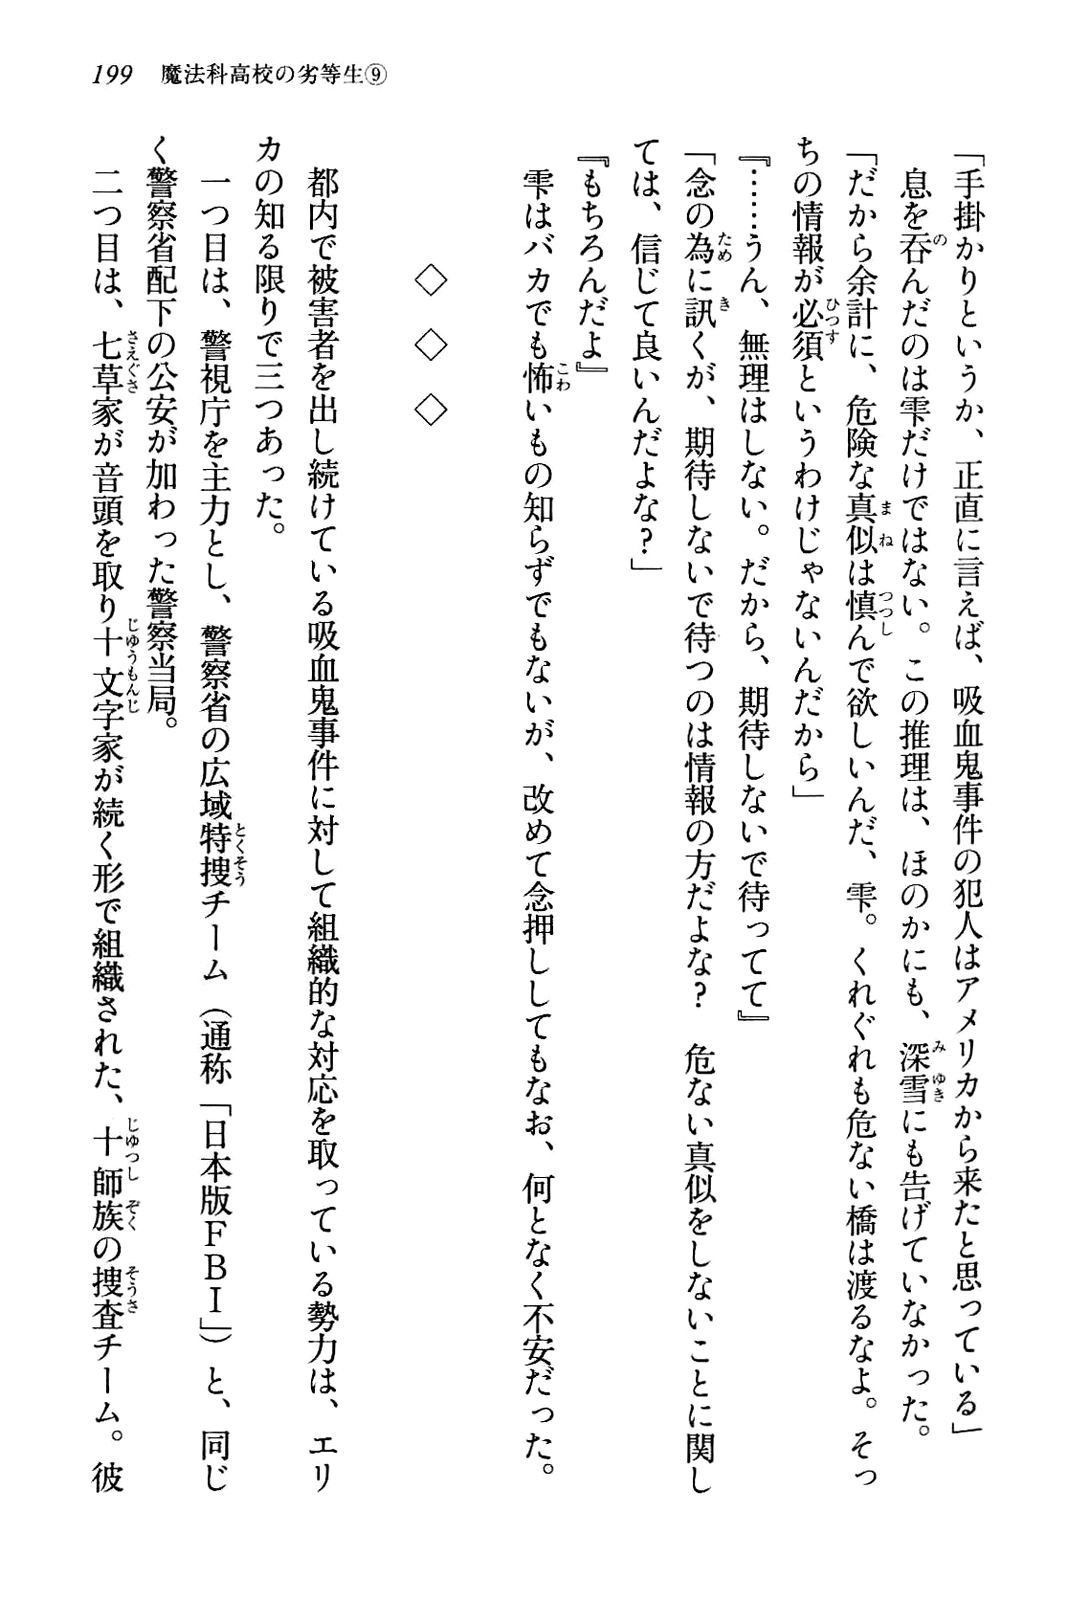 199 魔法科高校の劣等生⑨
「手掛かりというか、正直に言えば、吸血鬼事件の犯人はアメリカから来たと思っている」
息を呑んだのは雫だけではない。この推理は、ほのかにも、深雪にも告げていなかった。
「だから余計に、危険な真似は慎んで欲しいんだ、雫。くれぐれも危ない橋は渡るなよ。そっ
ちの情報が必須というわけじゃないんだから」
『……うん、無理はしない。だから、期待しないで待ってて』
「念の為に訊くが、期待しないで待つのは情報の方だよな？　危ない真似をしないことに関し
ては、信じて良いんだよな？」
『もちろんだよ』
雫はバカでも怖いもの知らずでもないが、改めて念押ししてもなお、何となく不安だった。
◇　◇　◇
都内で被害者を出し続けている吸血鬼事件に対して組織的な対応を取っている勢力は、エリ
カの知る限りで三つあった。
一つ目は、警視庁を主力とし、警察省の広域特捜チーム（通称「日本版ＦＢＩ」）と、同じ
く警察省配下の公安が加わった警察当局。
二つ目は、七草家が音頭を取り十文字家が続く形で組織された、十師族の捜査チーム。彼